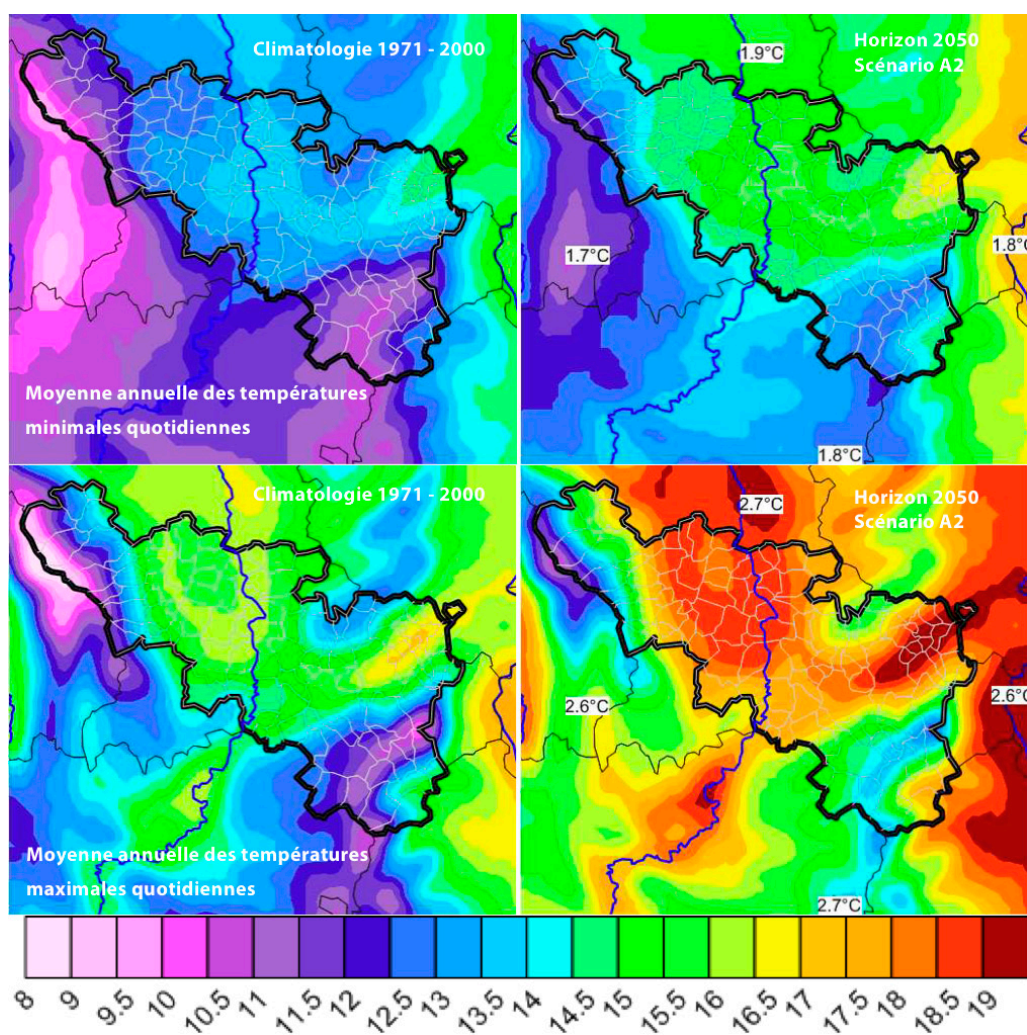 Climatologie 1971 - 2000
Moyenne annuelle des températures
minimales quotidiennes
1.9°C
Horizon 2050
Scénario A2
1.7°C
1.8°C
1.8°C
Climatologie 1971 - 2000
Moyenne annuelle des températures
maximales quotidiennes
2.7°C
Horizon 2050
Scénario A2
2.6°C
2.6°C
2.7°C
8 9 9.5 10 10.5 11 11.5 12 12.5 13 13.5 14 14.5 15 15.5 16 16.5 17 17.5 18 18.5 19